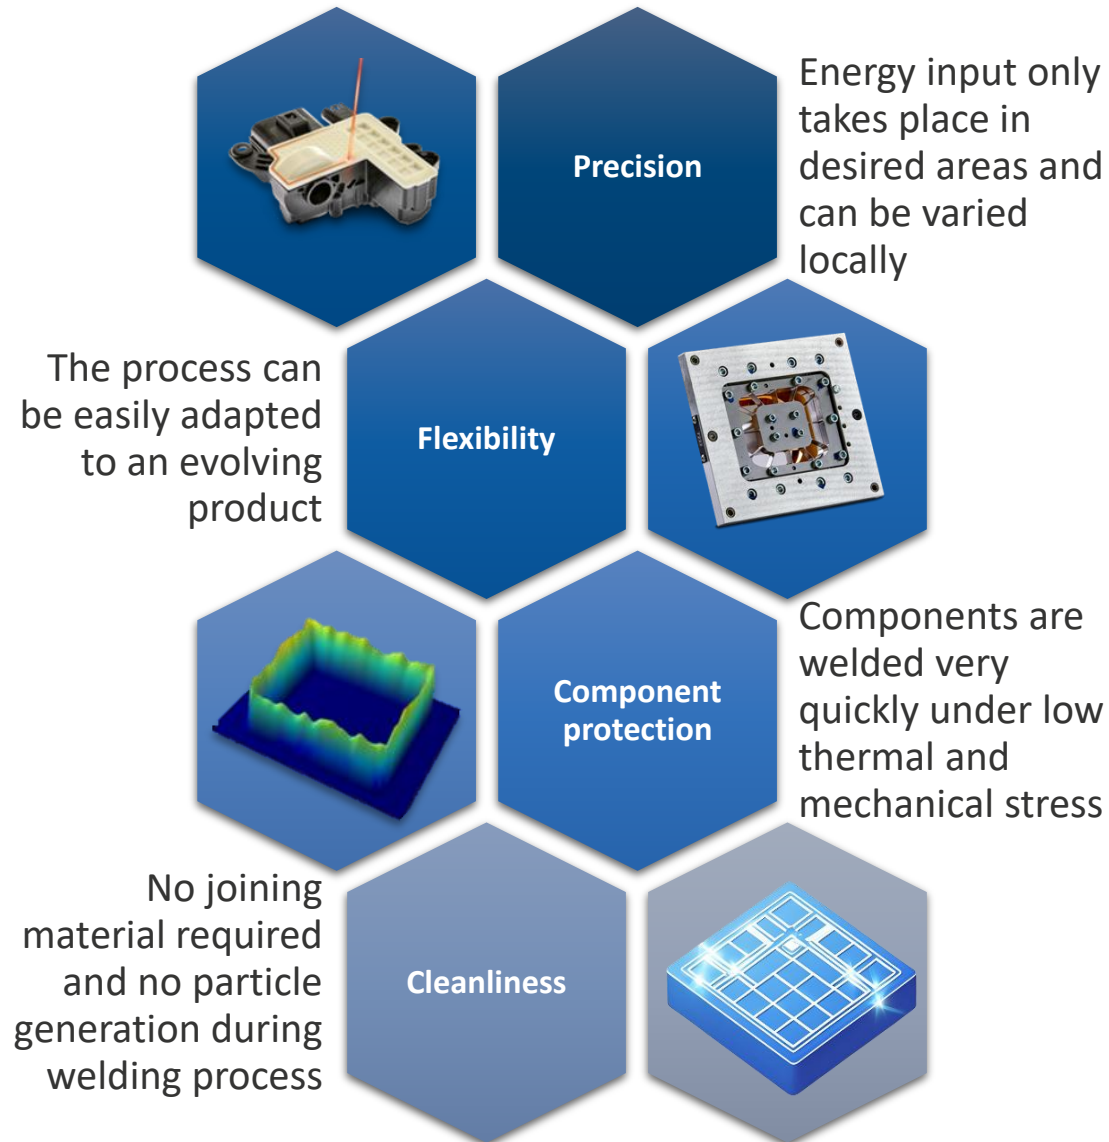 Precision
Energy input only
takes place in
desired areas and
can be varied
locally
The process can
be easily adapted
to an evolving
product
Flexibility
Component
protection
Components are
welded very
quickly under low
thermal and
mechanical stress
No joining
material required
and no particle
generation during
welding process
Cleanliness